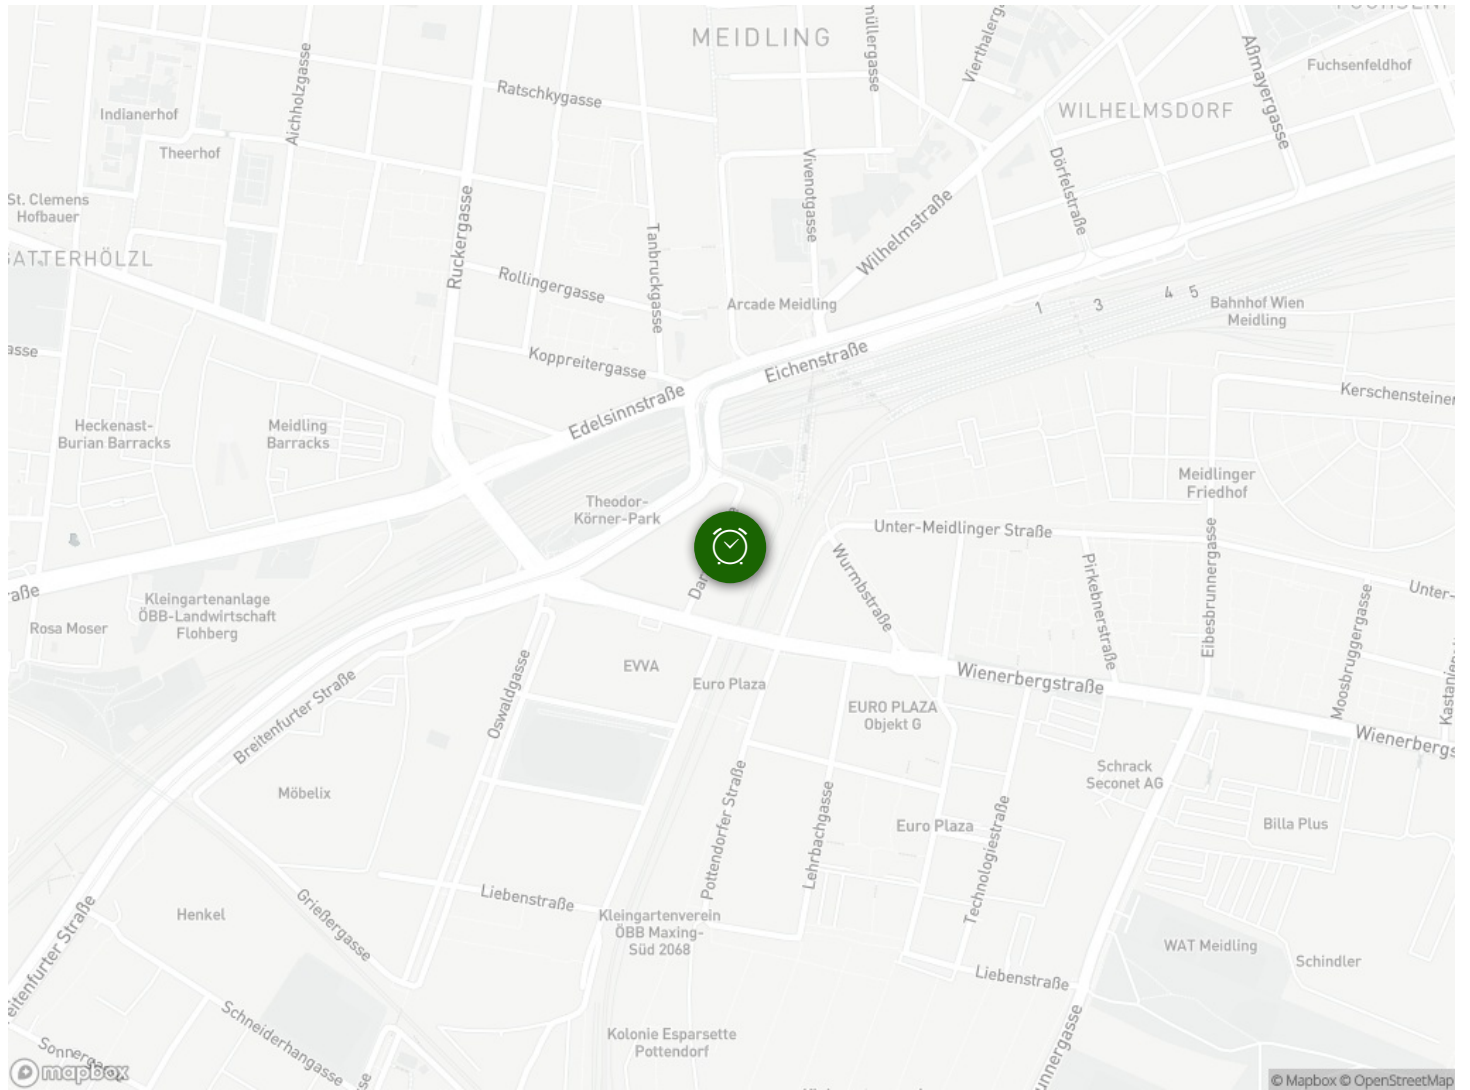 MEIDLING
Fuchsenfeldhof
WILHELMSDORF
Aßmayergasse
Ratschkygasse
Aichholzgasse
Indianerhof
Theerhof
Vivenotgasse
Dörfelstraße
St. Clemens
Hofbauer
Ruckergasse
Tanbruckgasse
Wilhelmstraße
Rollingergasse
Arcade Meidling
1
3
4
5
Bahnhof Wien
Meidling
Koppreitergasse
Eichenstraße
Edelsinnstraße
Heckenast-
Burian Barracks
Meidling
Barracks
Meidlinger
Friedhof
Theodor-
Körner-Park
Unter-Meidlinger Straße
Wurmbstraße
Pirkebnerstraße
Eibesbrunnergasse
Moosbruggergasse
Unter-
Kleingartenanlage
ÖBB-Landwirtschaft
Flohberg
Rosa Moser
EVVA
Euro Plaza
Wienerbergstraße
EURO PLAZA
Objekt G
Oswaldgasse
Breitenfurter Straße
Schrack
Seconet AG
Möbelix
Pottendorfer Straße
Lehrbachgasse
Euro Plaza
Technologiestraße
Billa Plus
Liebenstraße
Grießergasse
Henkel
Kleingartenverein
ÖBB Maxing-
Süd 2068
WAT Meidling
Schindler
Liebenstraße
Schneiderhangasse
Kolonie Esparsette
Pottendorf
Sonnergasse
mapbox
© Mapbox © OpenStreetMap